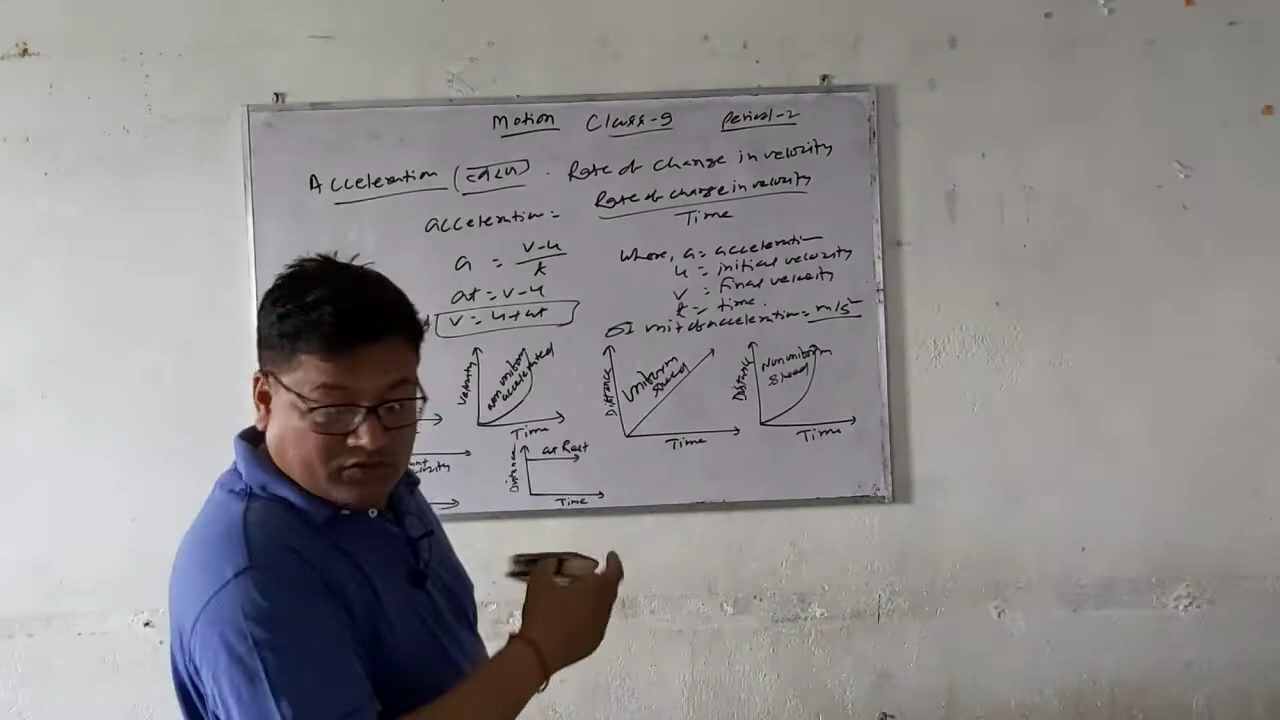 Motion Class-9 Period-2
Acceleration (त्वरण) . Rate of Change in velocity
acceleration = Rate of change in velocity
Time
a = v-u
t
at = v-u
v = u+at
Where, a = acceleration
u = initial velocity
v = final velocity
t = time.
SI unit of acceleration = m/s²
Velocity
non uniform
accelerated
Time
Distance
Uniform
speed
Time
Distance
Non uniform
speed
Time
Distance
at Rest
Time